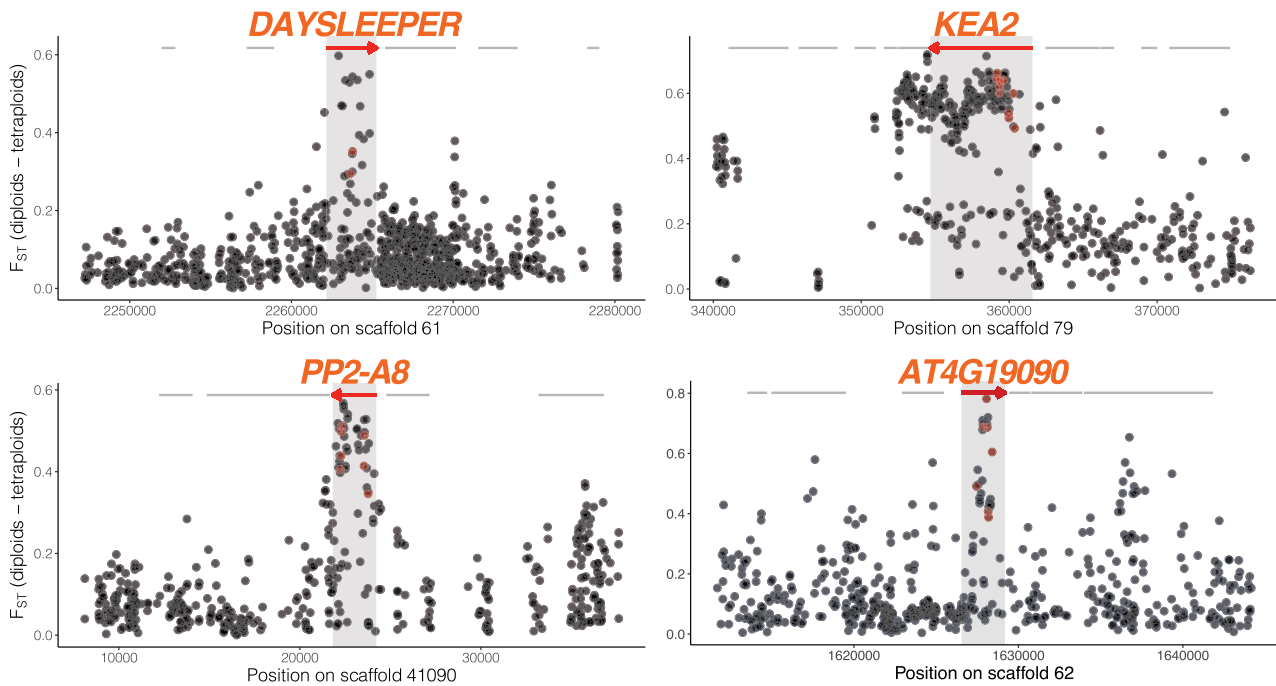 DAYSLEEPER
F_ST (diploids – tetraploids)
0.6
0.4
0.2
0.0
2250000 2260000 2270000 2280000
Position on scaffold 61
KEA2
0.6
0.4
0.2
0.0
340000 350000 360000 370000
Position on scaffold 79
PP2-A8
F_ST (diploids – tetraploids)
0.6
0.4
0.2
0.0
10000 20000 30000
Position on scaffold 41090
AT4G19090
0.8
0.6
0.4
0.2
0.0
1620000 1630000 1640000
Position on scaffold 62